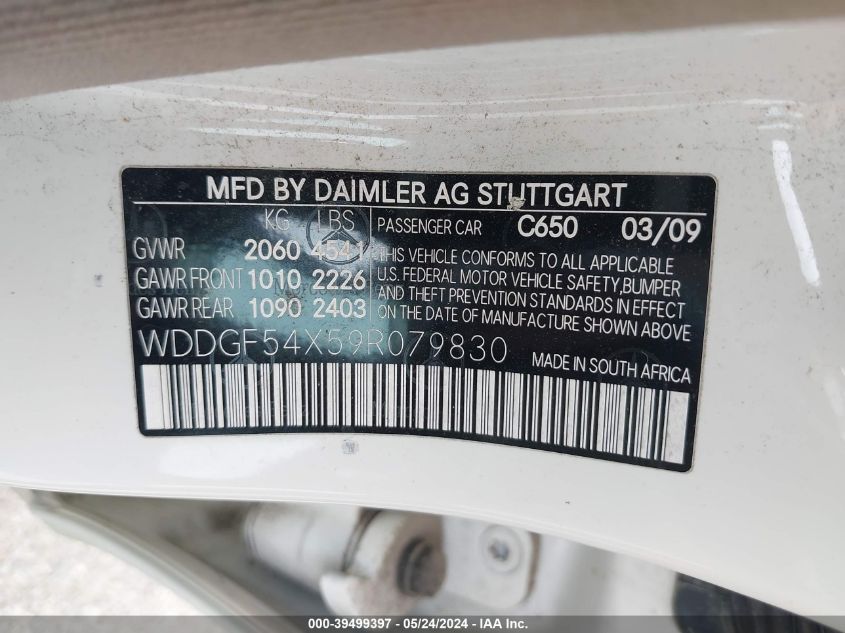 MFD BY DAIMLER AG STUTTGART
KG LBS PASSENGER CAR C650 03/09
GVWR 2060 4541
GAWR FRONT 1010 2226
GAWR REAR 1090 2403
THIS VEHICLE CONFORMS TO ALL APPLICABLE
U.S. FEDERAL MOTOR VEHICLE SAFETY,BUMPER
AND THEFT PREVENTION STANDARDS IN EFFECT
ON THE DATE OF MANUFACTURE SHOWN ABOVE.
WDDGF54X59R079830
MADE IN SOUTH AFRICA
000-39499397 - 05/24/2024 - IAA Inc.